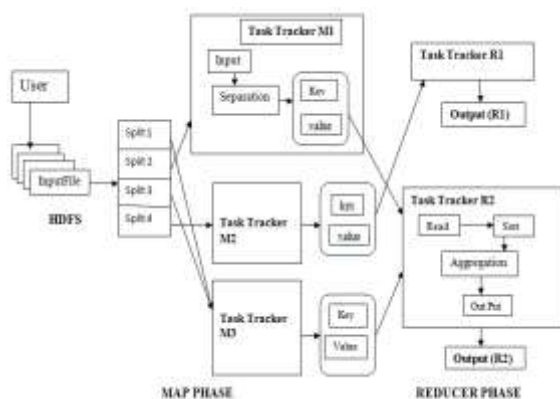 Task Tracker M1
Input
Separation
Key
value
User
InputFile
HDFS
Split 1
Split 2
Split 3
Split 4
Task Tracker
M2
key
value
Task Tracker
M3
Key
Value
MAP PHASE
Task Tracker R1
Output (R1)
Task Tracker R2
Read
Sort
Aggregation
OutPut
Output (R2)
REDUCER PHASE